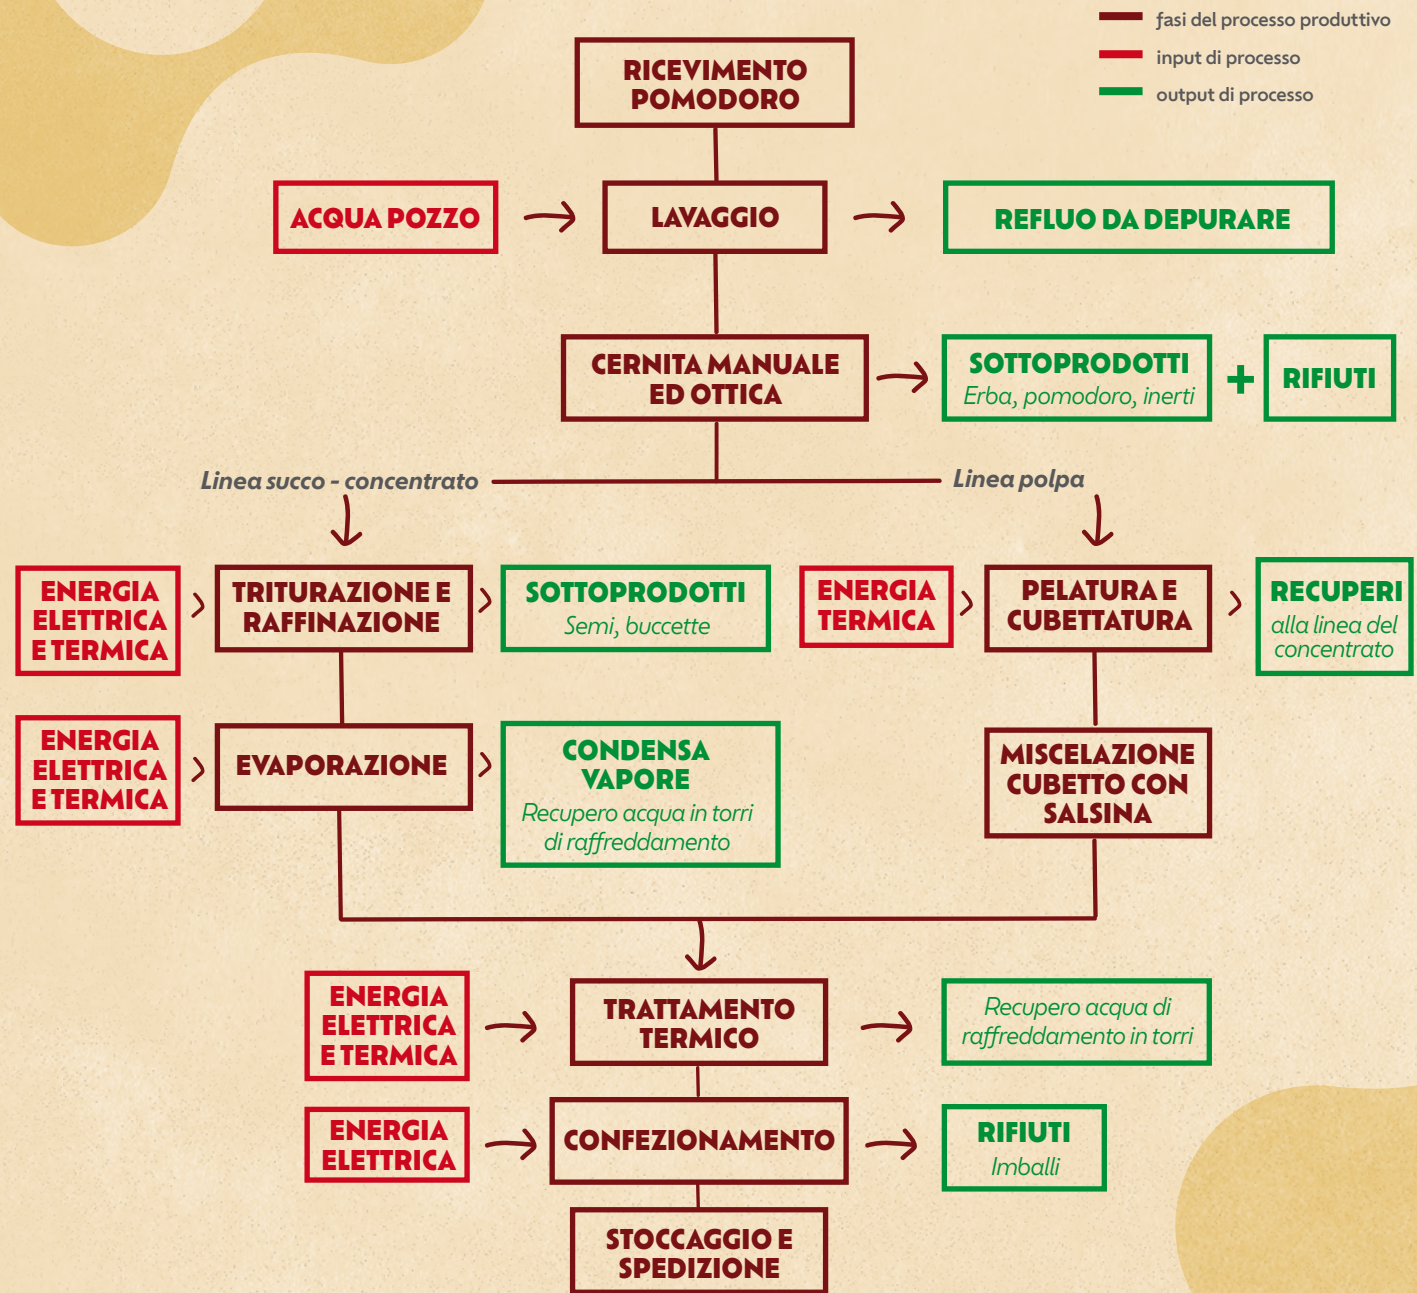 fasi del processo produttivo
input di processo
output di processo
RICEVIMENTO
POMODORO
ACQUA POZZO
LAVAGGIO
REFLUO DA DEPURARE
CERNITA MANUALE
ED OTTICA
SOTTOPRODOTTI
Erba, pomodoro, inerti
+
RIFIUTI
Linea succo - concentrato
Linea polpa
ENERGIA
ELETTRICA
E TERMICA
TRITURAZIONE E
RAFFINAZIONE
SOTTOPRODOTTI
Semi, buccette
ENERGIA
TERMICA
PELATURA E
CUBETTATURA
RECUPERI
alla linea del
concentrato
ENERGIA
ELETTRICA
E TERMICA
EVAPORAZIONE
CONDENSA
VAPORE
Recupero acqua in torri
di raffreddamento
MISCELAZIONE
CUBETTO CON
SALSINA
ENERGIA
ELETTRICA
E TERMICA
TRATTAMENTO
TERMICO
Recupero acqua di
raffreddamento in torri
ENERGIA
ELETTRICA
CONFEZIONAMENTO
RIFIUTI
Imballi
STOCCAGGIO E
SPEDIZIONE